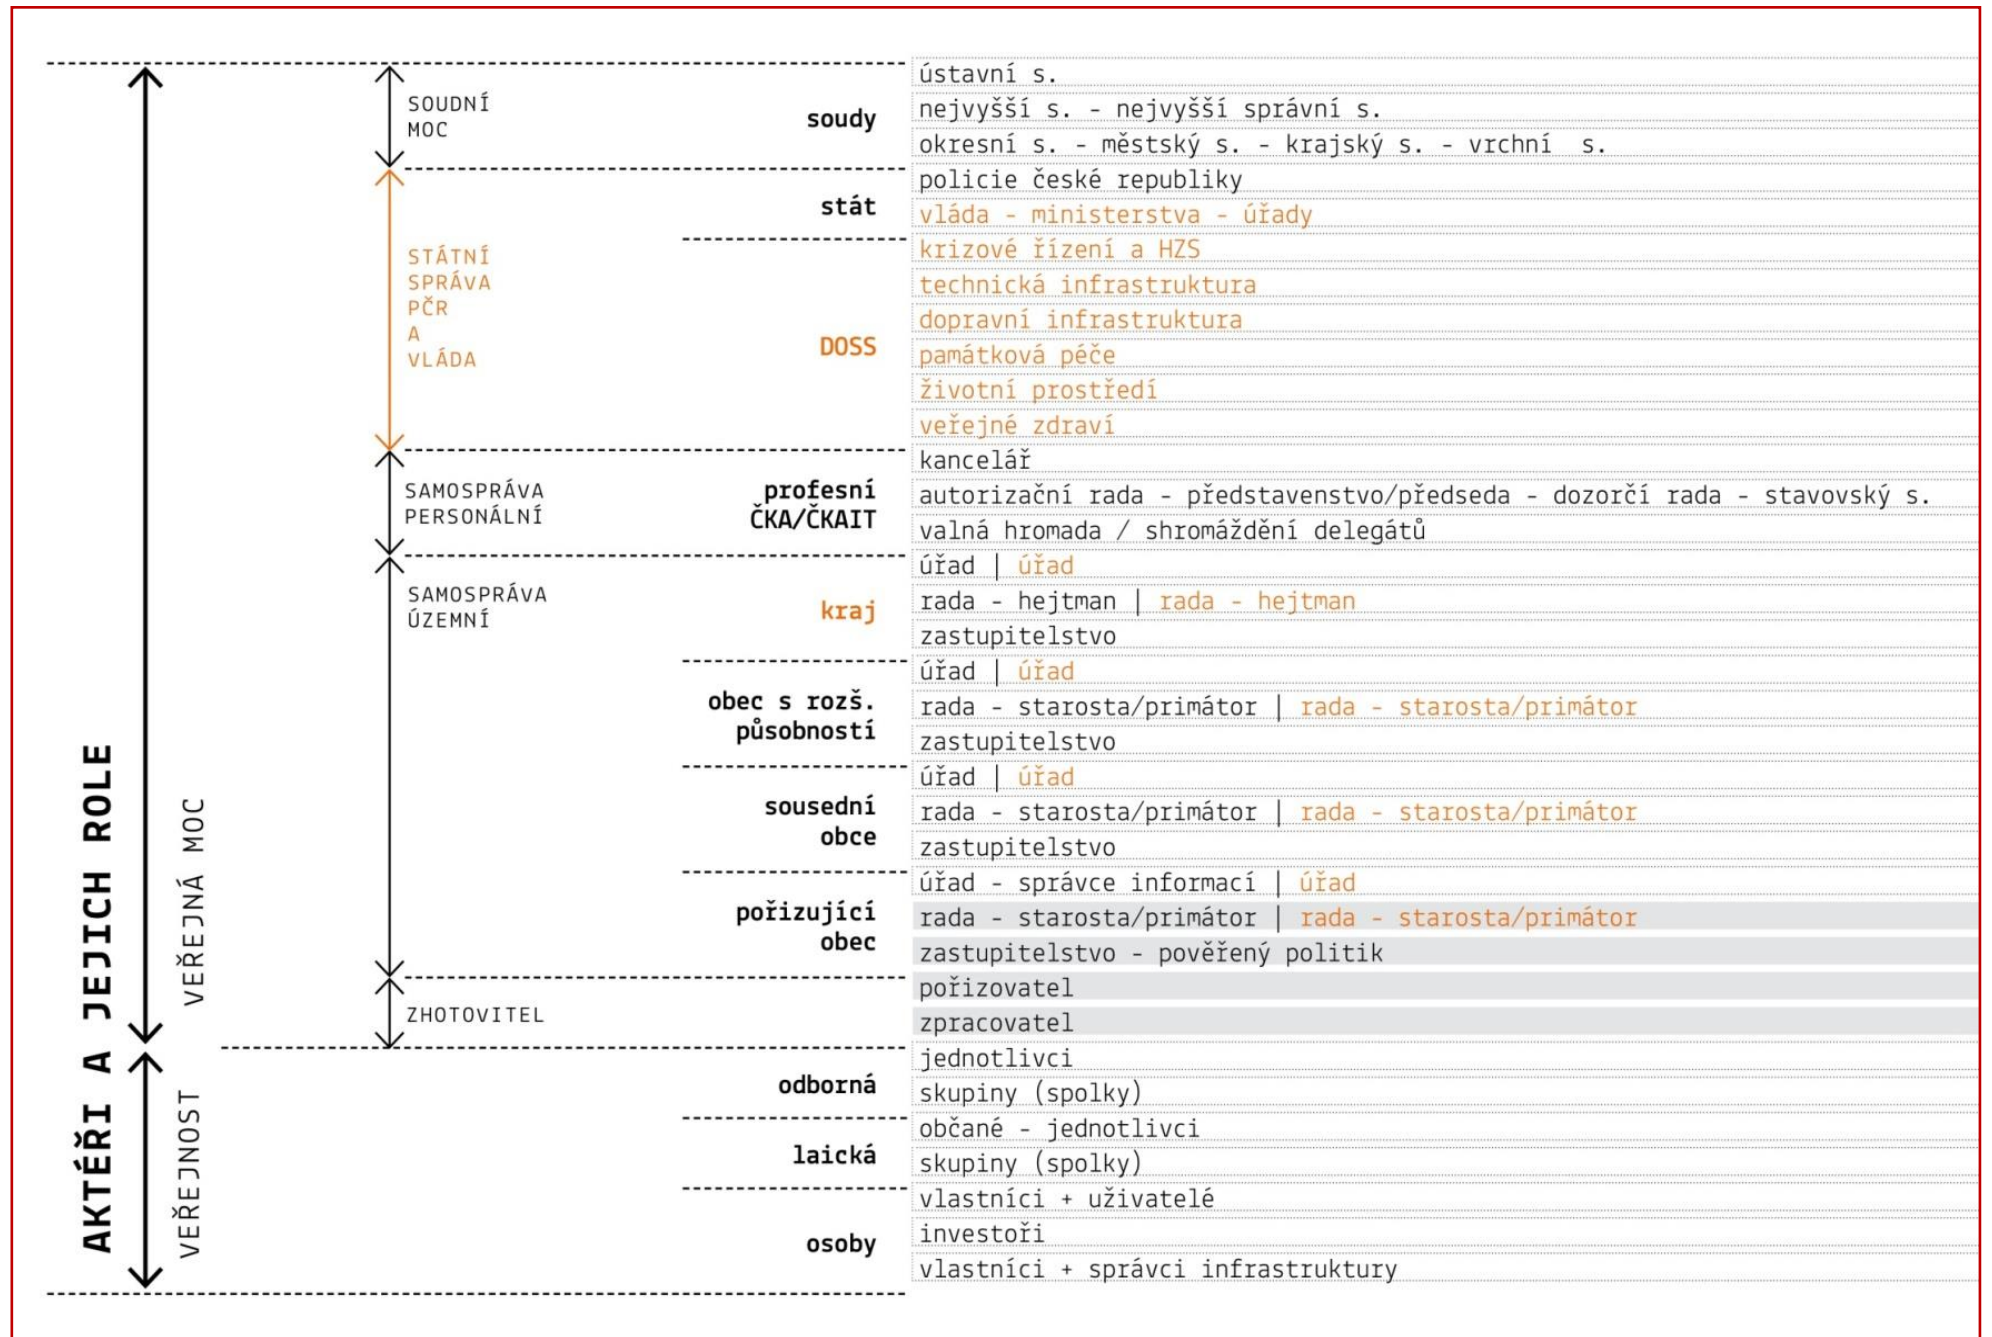 AKTÉŘI A JEJICH ROLE
VEŘEJNÁ MOC
VEŘEJNOST
SOUDNÍ
MOC
soudy
ústavní s.
nejvyšší s. - nejvyšší správní s.
okresní s. - městský s. - krajský s. - vrchní s.
STÁTNÍ
SPRÁVA
PČR
A
VLÁDA
stát
policie české republiky
vláda - ministerstva - úřady
DOSS
krizové řízení a HZS
technická infrastruktura
dopravní infrastruktura
památková péče
životní prostředí
veřejné zdraví
SAMOSPRÁVA
PERSONÁLNÍ
profesní
ČKA/ČKAIT
kancelář
autorizační rada - představenstvo/předseda - dozorčí rada - stavovský s.
valná hromada / shromáždění delegátů
SAMOSPRÁVA
ÚZEMNÍ
kraj
úřad | úřad
rada - hejtman | rada - hejtman
zastupitelstvo
obec s rozš.
působností
úřad | úřad
rada - starosta/primátor | rada - starosta/primátor
zastupitelstvo
sousední
obce
úřad | úřad
rada - starosta/primátor | rada - starosta/primátor
zastupitelstvo
pořizující
obec
úřad - správce informací | úřad
rada - starosta/primátor | rada - starosta/primátor
zastupitelstvo - pověřený politik
ZHOTOVITEL
pořizovatel
zpracovatel
odborná
jednotlivci
skupiny (spolky)
laická
občané - jednotlivci
skupiny (spolky)
osoby
vlastníci + uživatelé
investoři
vlastníci + správci infrastruktury